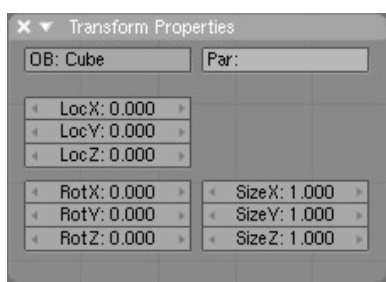 Transform Properties
OB: Cube Par:
LocX: 0.000
LocY: 0.000
LocZ: 0.000
RotX: 0.000 SizeX: 1.000
RotY: 0.000 SizeY: 1.000
RotZ: 0.000 SizeZ: 1.000